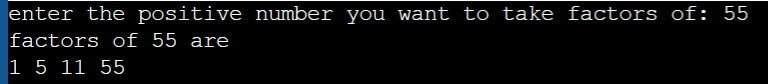 enter the positive number you want to take factors of: 55
factors of 55 are
1 5 11 55